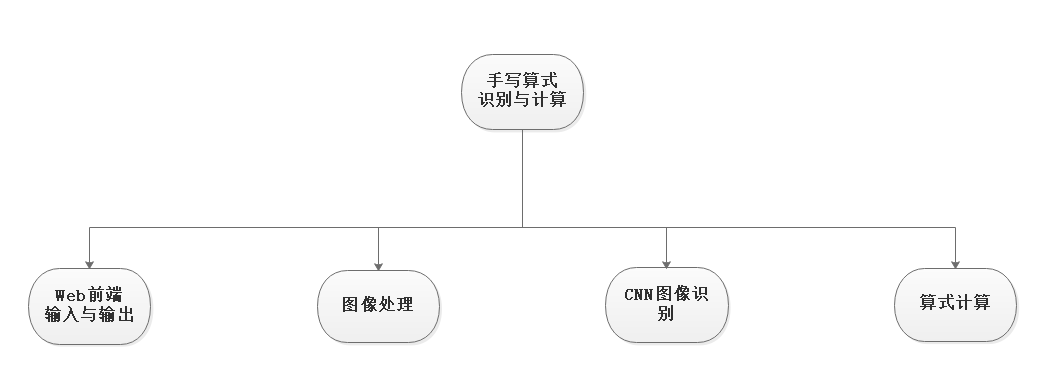 手写算式
识别与计算
Web前端
输入与输出
图像处理
CNN图像识
别
算式计算